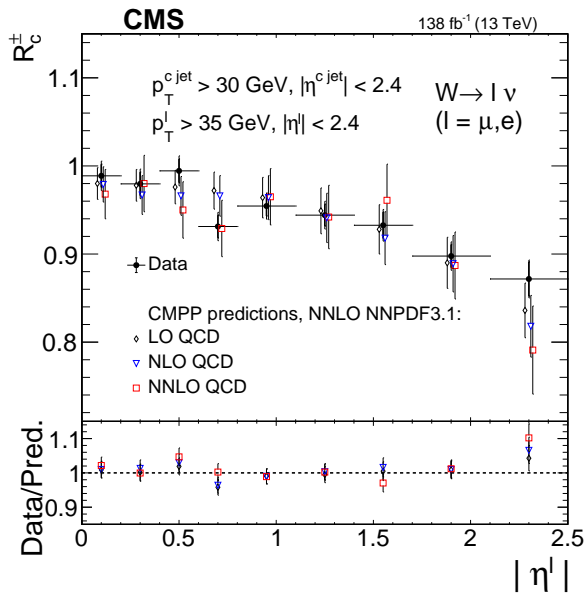 CMS 138 fb⁻¹ (13 TeV)
R_c^±
p_T^{c jet} > 30 GeV, |η^{c jet}| < 2.4
p_T^l > 35 GeV, |η^l| < 2.4
W → l ν
(l = μ,e)
1.1
1
0.9
0.8
Data
CMPP predictions, NNLO NNPDF3.1:
LO QCD
NLO QCD
NNLO QCD
Data/Pred.
1.1
1
0.9
0 0.5 1 1.5 2 2.5
| η^l |